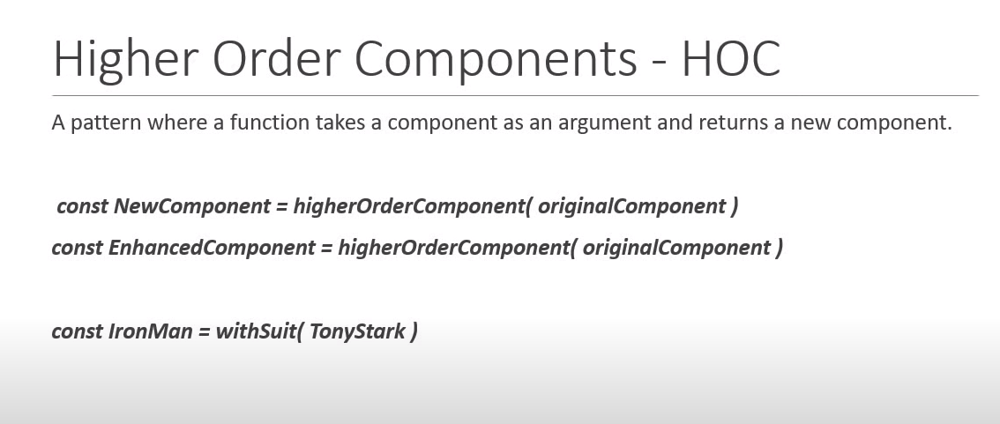 Higher Order Components - HOC
A pattern where a function takes a component as an argument and returns a new component.
const NewComponent = higherOrderComponent( originalComponent )
const EnhancedComponent = higherOrderComponent( originalComponent )
const IronMan = withSuit( TonyStark )